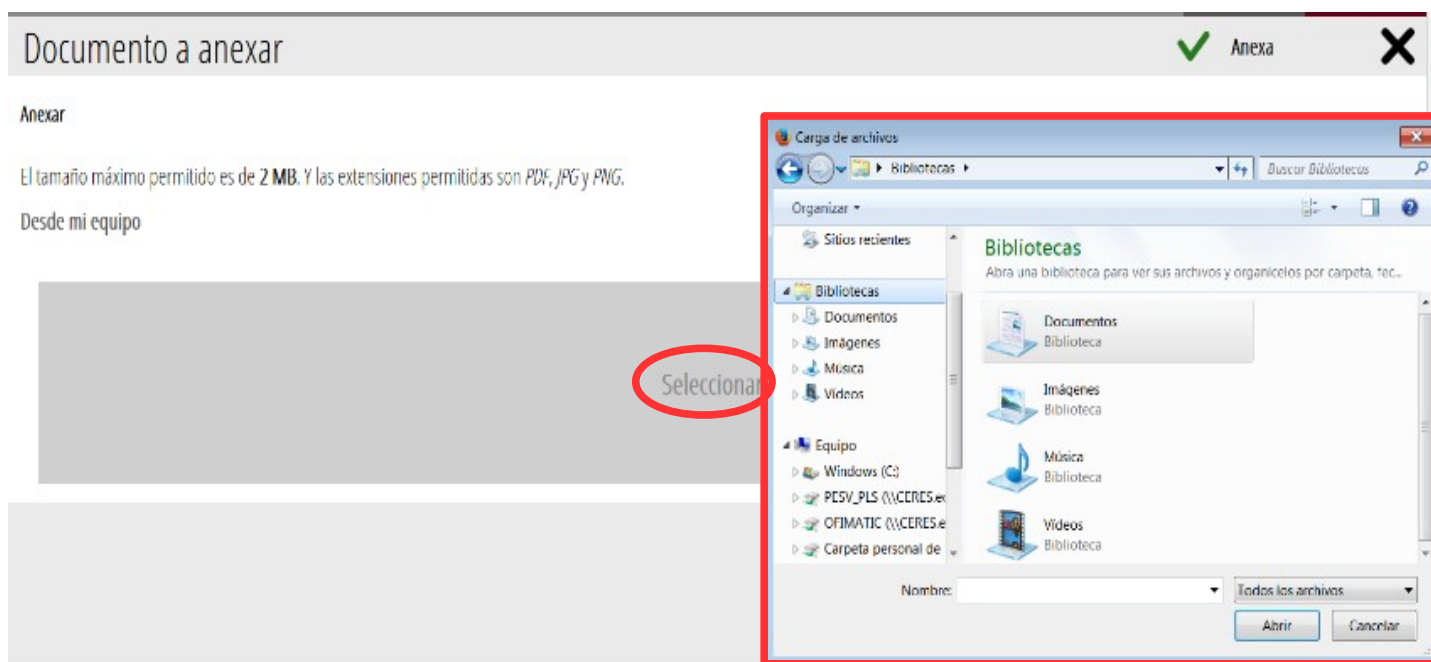 Documento a anexar
Anexa
Anexar
El tamaño máximo permitido es de 2 MB. Y las extensiones permitidas son PDF, JPG y PNG.
Desde mi equipo
Seleccionar
Carga de archivos
Bibliotecas
Buscar Bibliotecas
Organizar
Sitios recientes
Bibliotecas
Documentos
Imágenes
Música
Vídeos
Equipo
Windows (C:)
PESV_PLS (\\CERES.ec
OFIMATIC (\\CERES.e
Carpeta personal de
Bibliotecas
Abra una biblioteca para ver sus archivos y organícelos por carpeta, fec...
Documentos
Biblioteca
Imágenes
Biblioteca
Música
Biblioteca
Vídeos
Biblioteca
Nombre:
Todos los archivos
Abrir
Cancelar